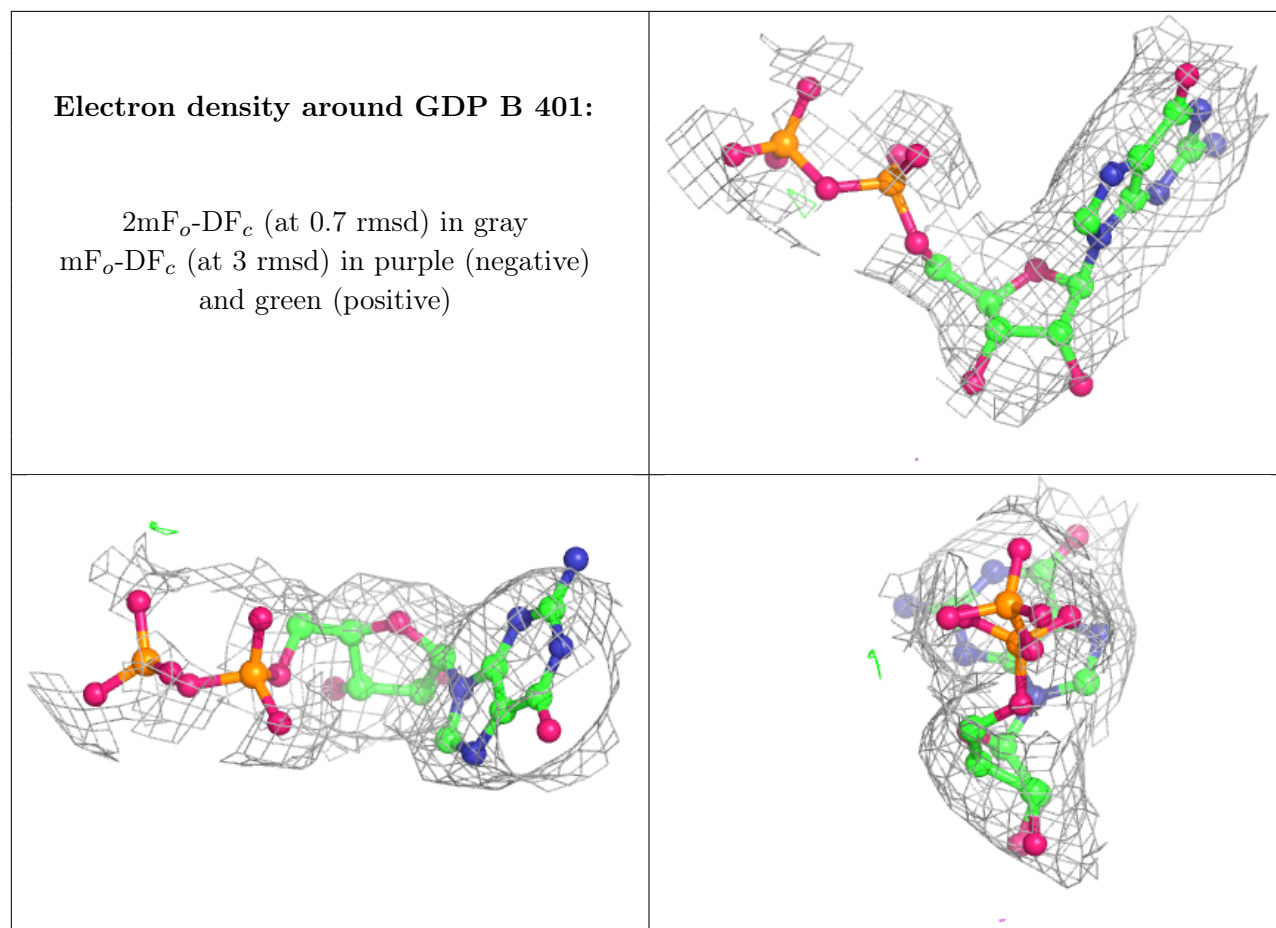 Electron density around GDP B 401:
2mFo-DFc (at 0.7 rmsd) in gray
mFo-DFc (at 3 rmsd) in purple (negative)
and green (positive)